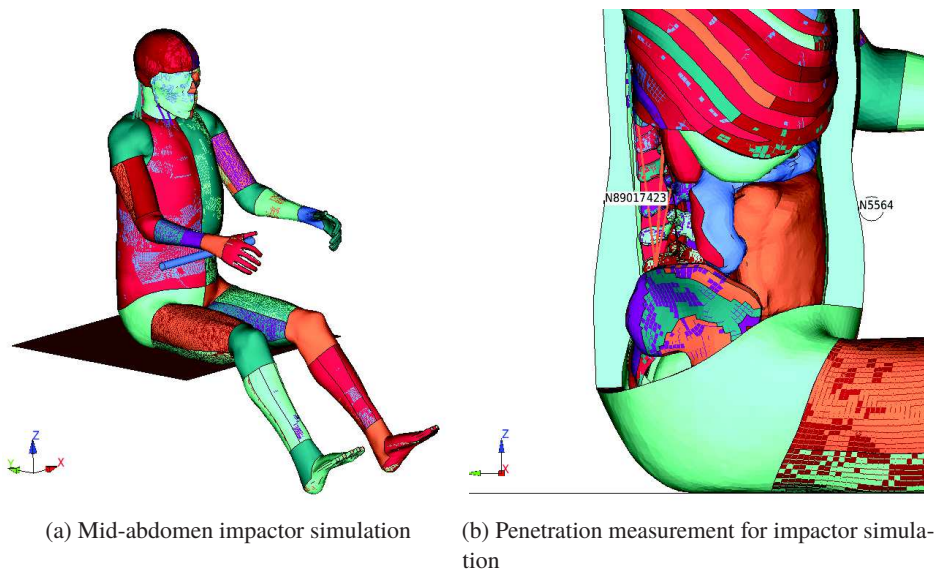 N89017423
N5564
Z
Y
X
Z
X
(a) Mid-abdomen impactor simulation
(b) Penetration measurement for impactor simula-
tion